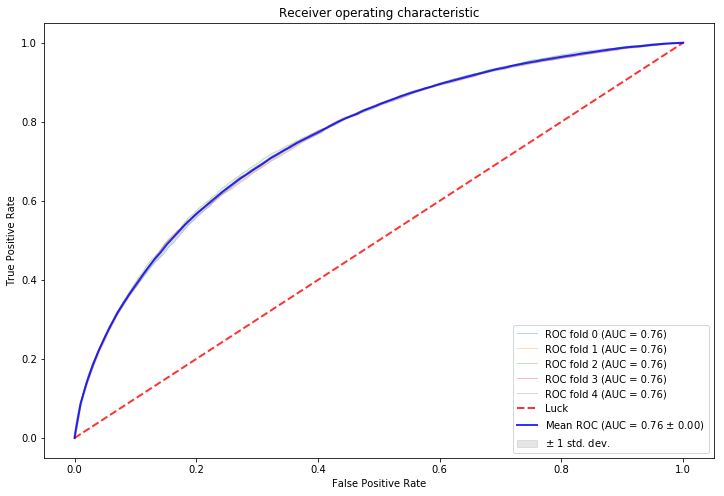 Receiver operating characteristic
True Positive Rate
1.0
0.8
0.6
0.4
0.2
0.0
ROC fold 0 (AUC = 0.76)
ROC fold 1 (AUC = 0.76)
ROC fold 2 (AUC = 0.76)
ROC fold 3 (AUC = 0.76)
ROC fold 4 (AUC = 0.76)
Luck
Mean ROC (AUC = 0.76 ± 0.00)
± 1 std. dev.
0.0 0.2 0.4 0.6 0.8 1.0
False Positive Rate